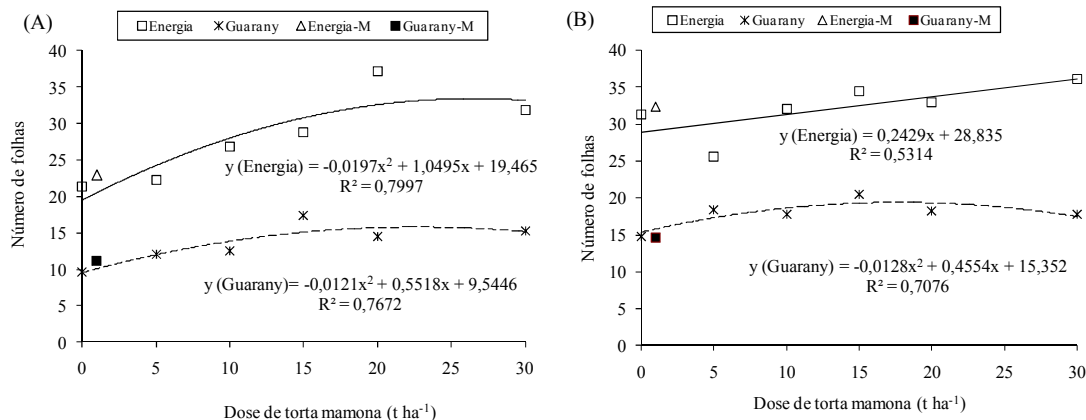 (A)
Energia Guarany Energia-M Guarany-M
40
35
30
25
20
15
10
5
0
Número de folhas
y (Energia) = -0,0197x² + 1,0495x + 19,465
R² = 0,7997
y (Guarany)= -0,0121x² + 0,5518x + 9,5446
R² = 0,7672
0 5 10 15 20 25 30
Dose de torta mamona (t ha⁻¹)
(B)
Energia Guarany Energia-M Guarany-M
40
35
30
25
20
15
10
5
0
Número de folhas
y (Energia) = 0,2429x + 28,835
R² = 0,5314
y (Guarany) = -0,0128x² + 0,4554x + 15,352
R² = 0,7076
0 5 10 15 20 25 30
Dose de torta mamona (t ha⁻¹)